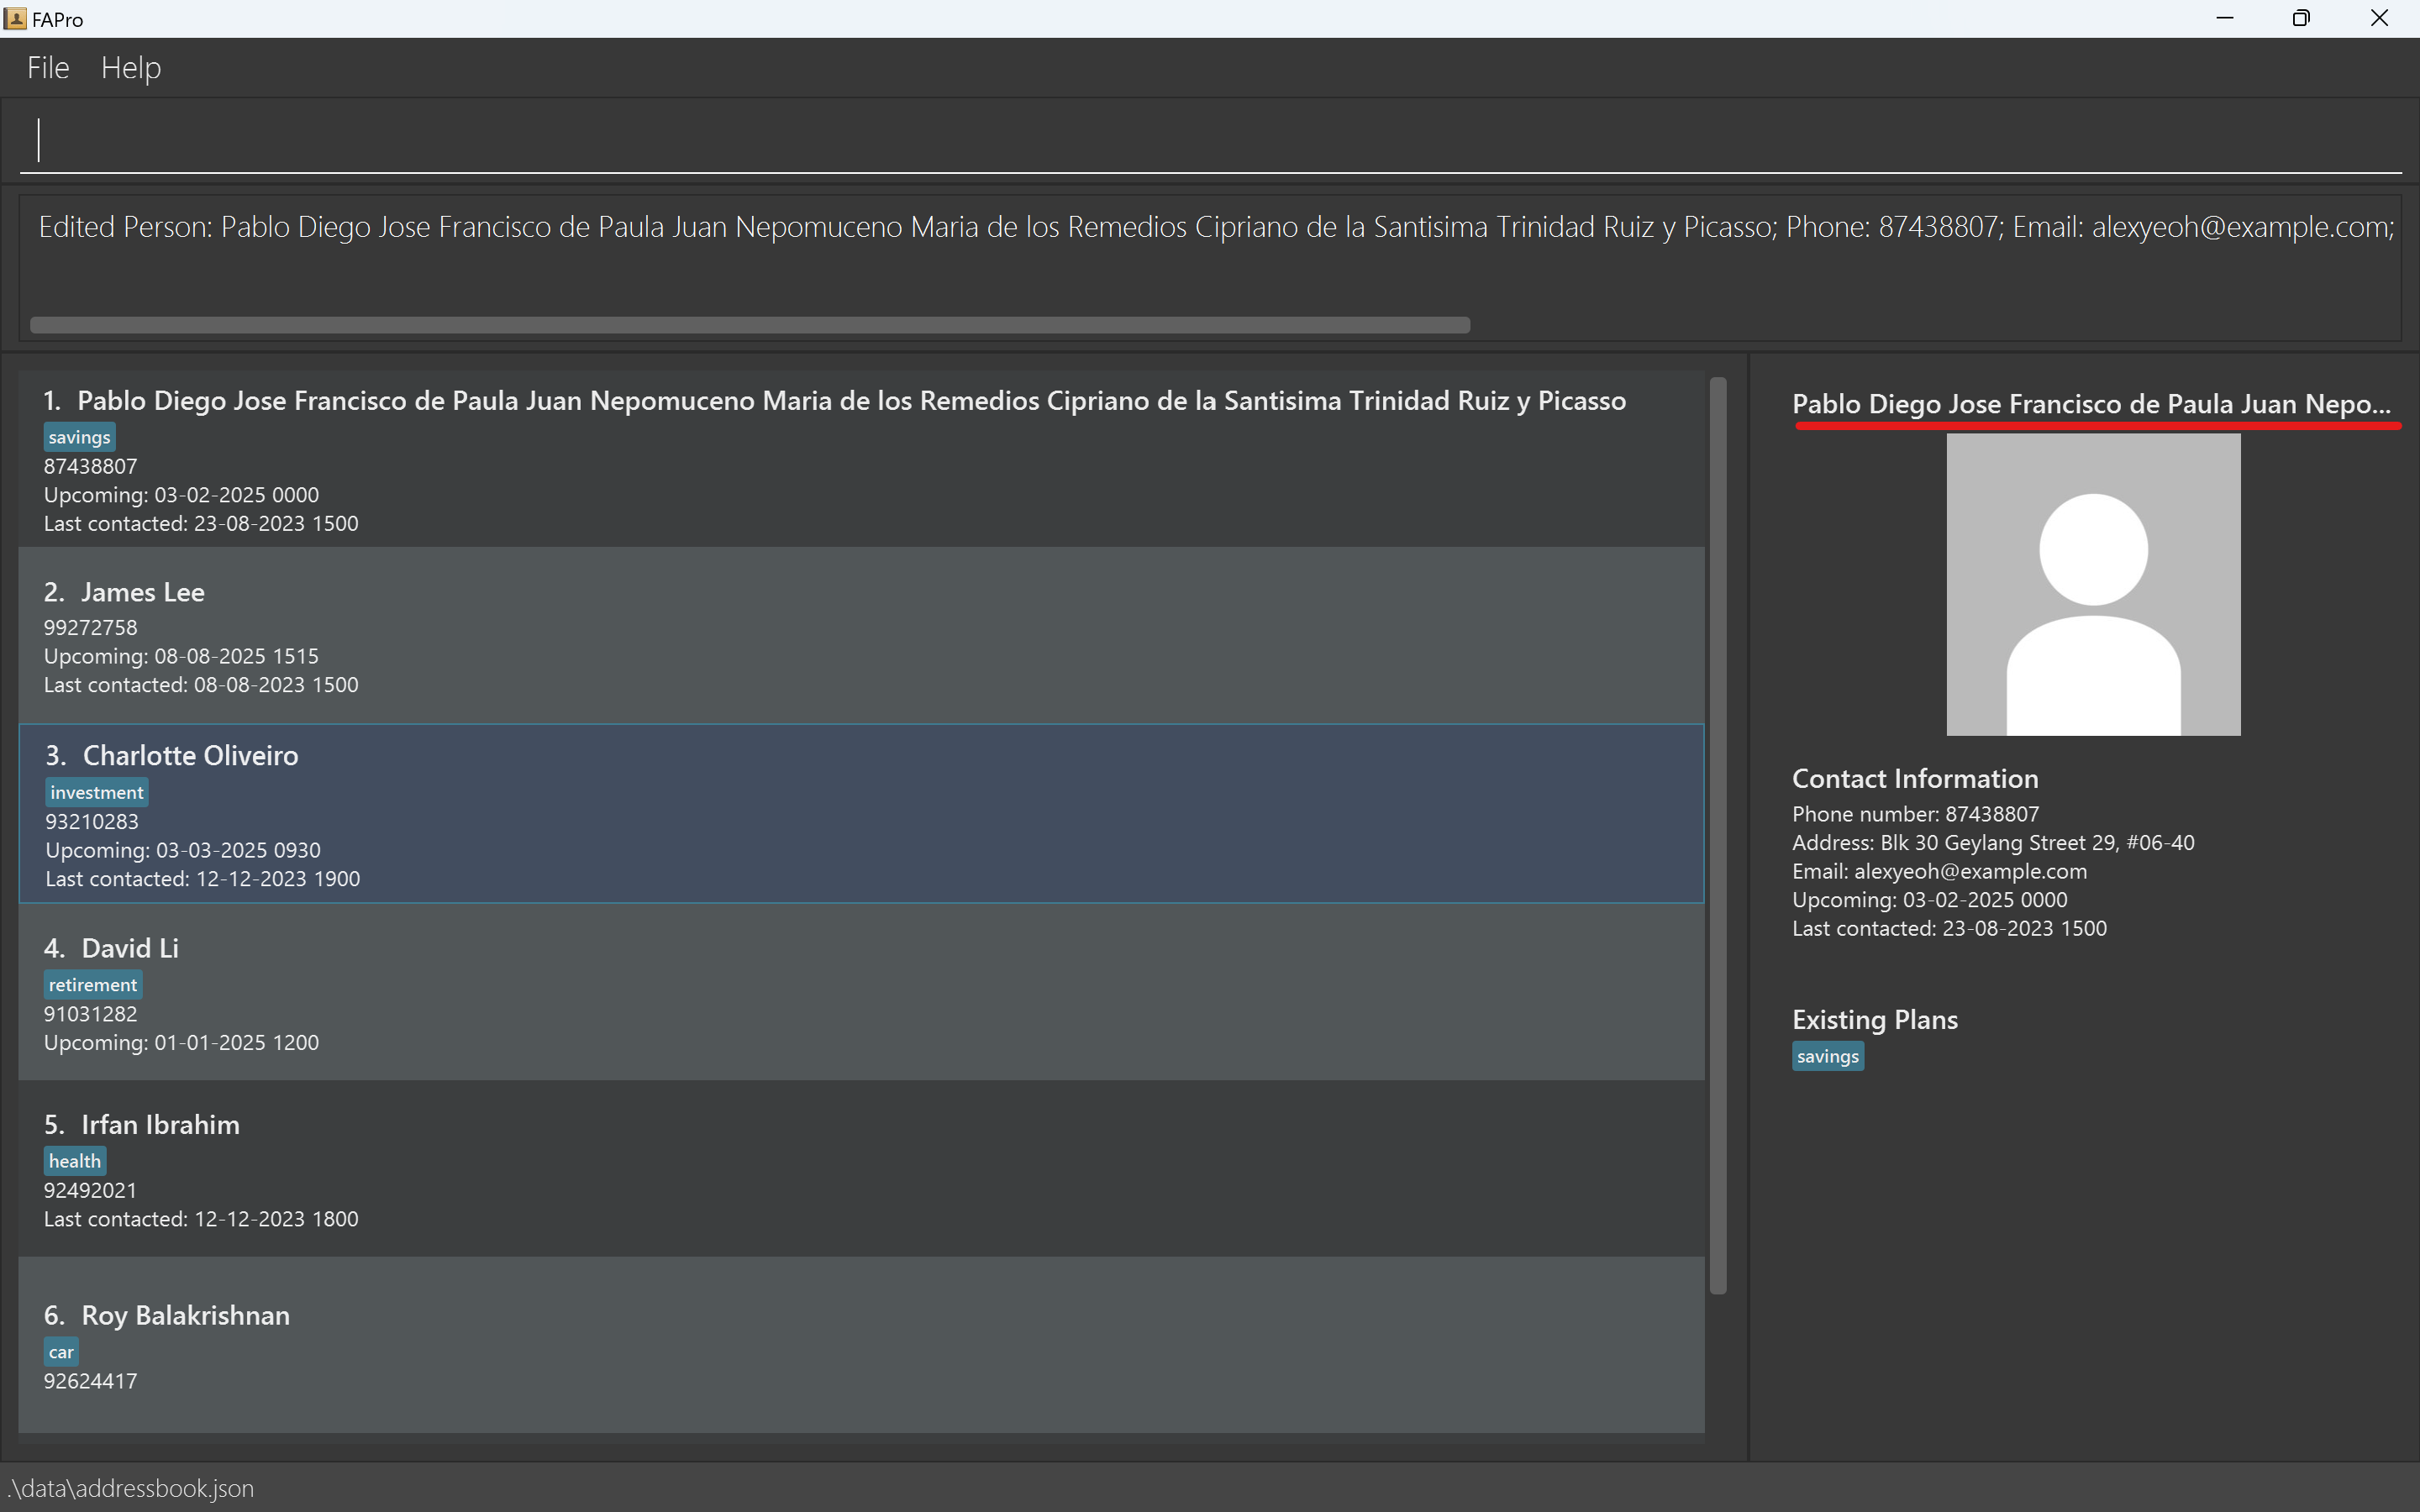 FAPro
File Help
Edited Person: Pablo Diego Jose Francisco de Paula Juan Nepomuceno Maria de los Remedios Cipriano de la Santisima Trinidad Ruiz y Picasso; Phone: 87438807; Email: alexyeoh@example.com;
1. Pablo Diego Jose Francisco de Paula Juan Nepomuceno Maria de los Remedios Cipriano de la Santisima Trinidad Ruiz y Picasso
savings
87438807
Upcoming: 03-02-2025 0000
Last contacted: 23-08-2023 1500
2. James Lee
99272758
Upcoming: 08-08-2025 1515
Last contacted: 08-08-2023 1500
3. Charlotte Oliveiro
investment
93210283
Upcoming: 03-03-2025 0930
Last contacted: 12-12-2023 1900
4. David Li
retirement
91031282
Upcoming: 01-01-2025 1200
5. Irfan Ibrahim
health
92492021
Last contacted: 12-12-2023 1800
6. Roy Balakrishnan
car
92624417
Pablo Diego Jose Francisco de Paula Juan Nepo...
Contact Information
Phone number: 87438807
Address: Blk 30 Geylang Street 29, #06-40
Email: alexyeoh@example.com
Upcoming: 03-02-2025 0000
Last contacted: 23-08-2023 1500
Existing Plans
savings
.\data\addressbook.json